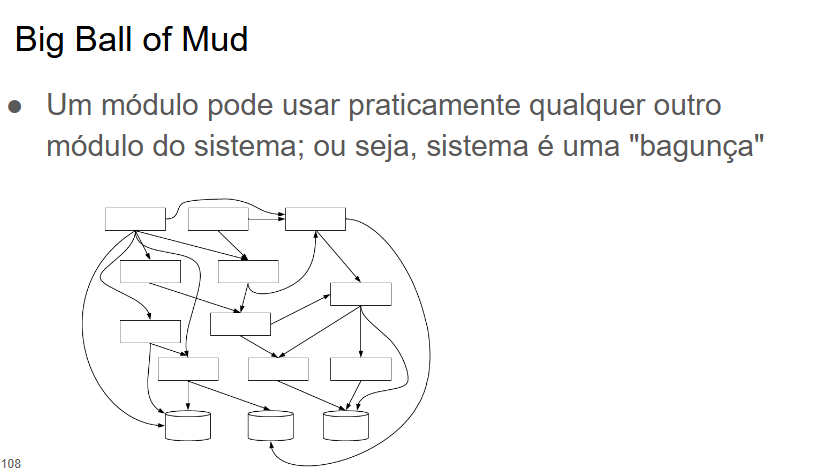 Big Ball of Mud
● Um módulo pode usar praticamente qualquer outro
módulo do sistema; ou seja, sistema é uma "bagunça"
108